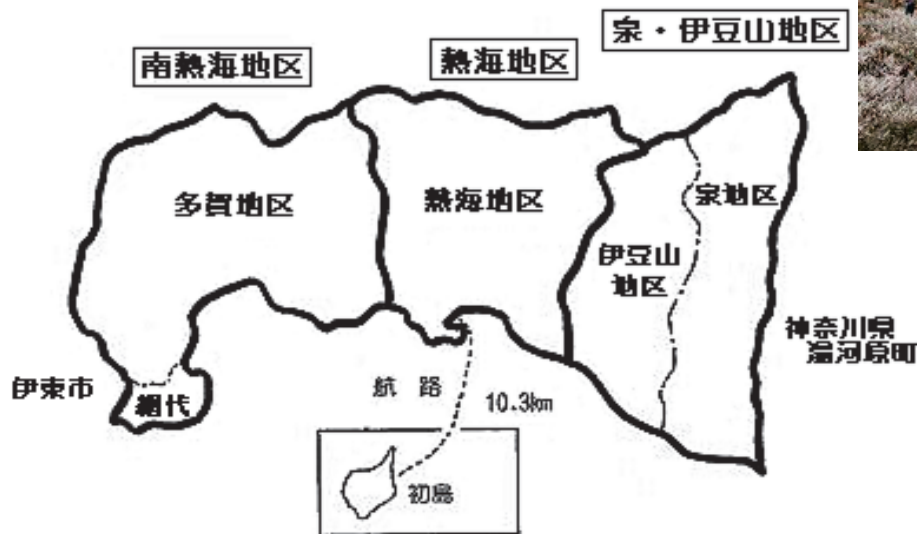 泉・伊豆山地区
南熱海地区
熱海地区
多賀地区
熱海地区
泉地区
伊豆山
地区
神奈川県
湯河原町
伊東市
網代
航 路
10.3km
初島